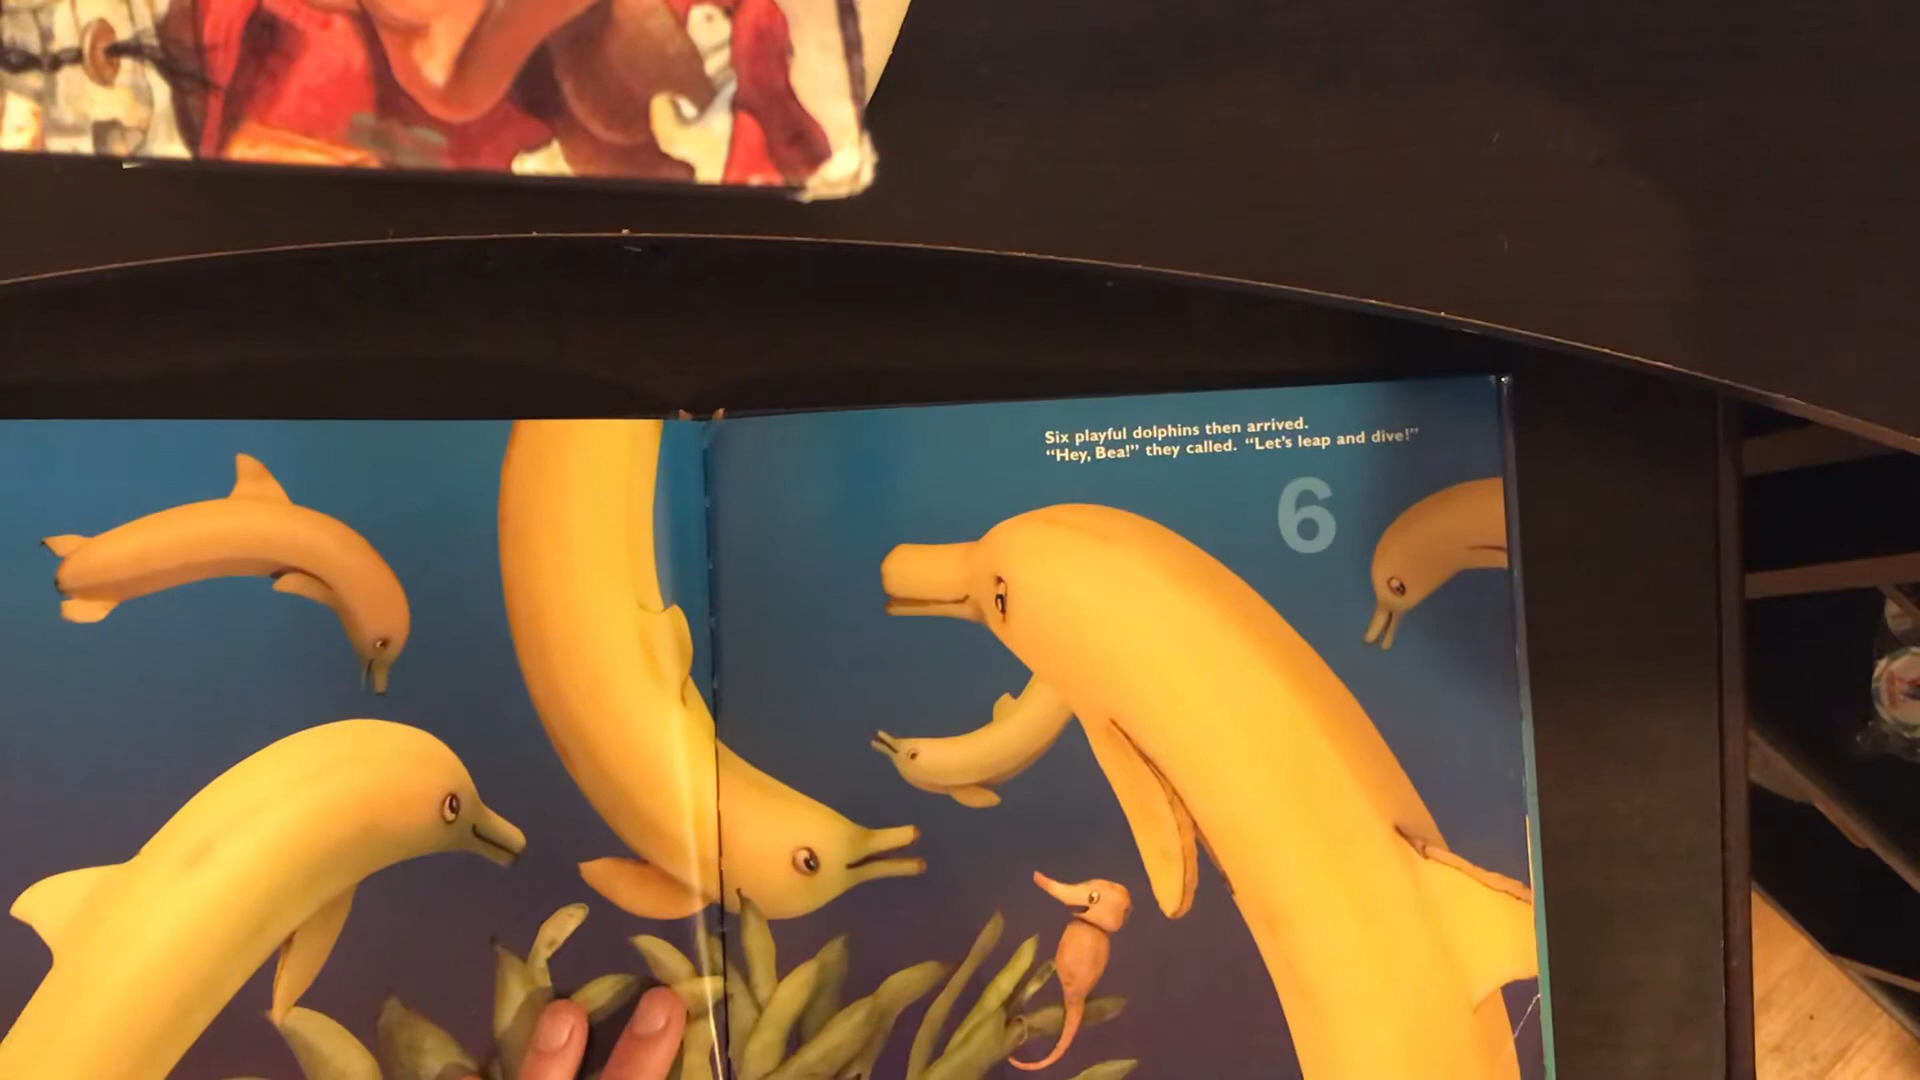 Six playful dolphins then arrived.
“Hey, Bea!” they called. “Let’s leap and dive!”
6